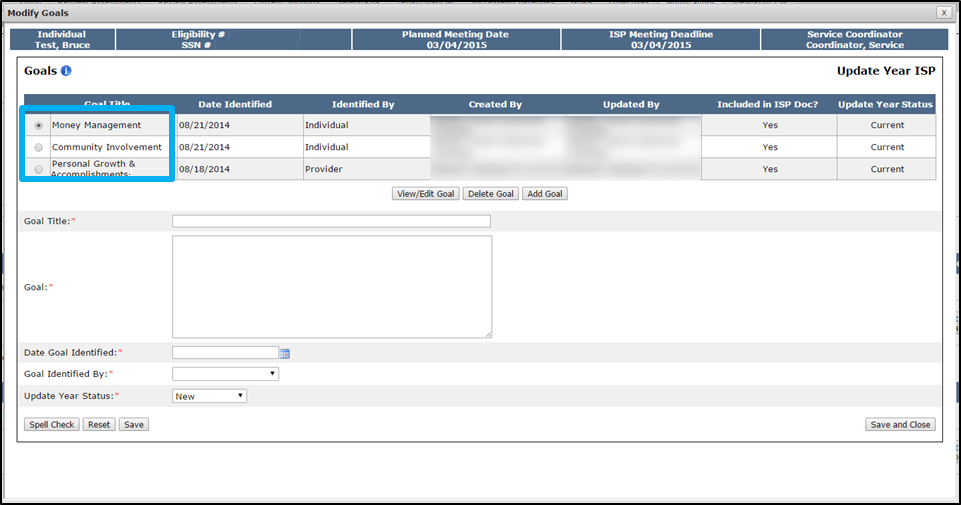 Modify Goals
X
Individual Eligibility # Planned Meeting Date ISP Meeting Deadline Service Coordinator
Test, Bruce SSN # 03/04/2015 03/04/2015 Coordinator, Service
Goals Update Year ISP
Goal Title Date Identified Identified By Created By Updated By Included in ISP Doc? Update Year Status
Money Management 08/21/2014 Individual Yes Current
Community Involvement 08/21/2014 Individual Yes Current
Personal Growth &
Accomplishments: 08/18/2014 Provider Yes Current
View/Edit Goal Delete Goal Add Goal
Goal Title:*
Goal:*
Date Goal Identified:*
Goal Identified By:*
Update Year Status:* New
Spell Check Reset Save Save and Close